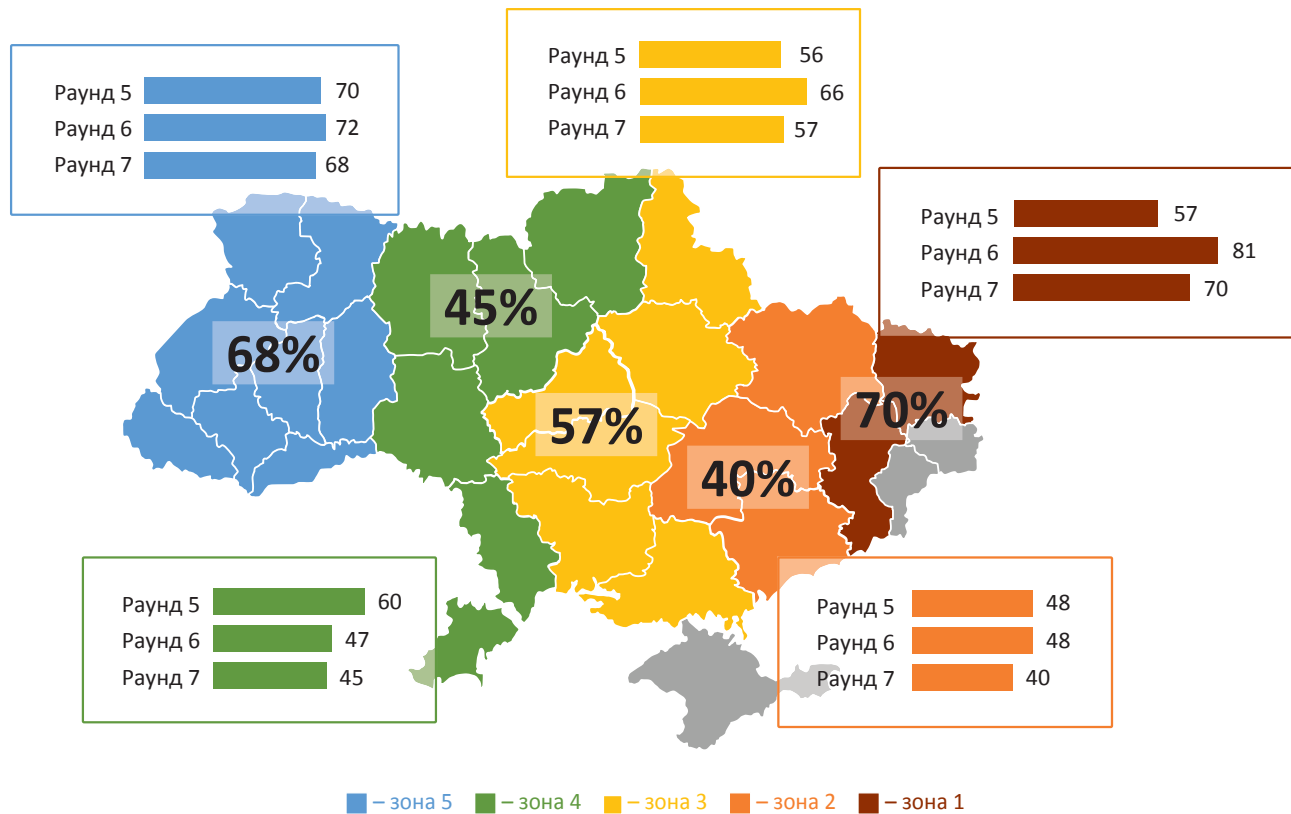 Раунд 5 70
Раунд 6 72
Раунд 7 68
Раунд 5 56
Раунд 6 66
Раунд 7 57
Раунд 5 57
Раунд 6 81
Раунд 7 70
45%
68%
57%
70%
40%
Раунд 5 60
Раунд 6 47
Раунд 7 45
Раунд 5 48
Раунд 6 48
Раунд 7 40
– зона 5 – зона 4 – зона 3 – зона 2 – зона 1